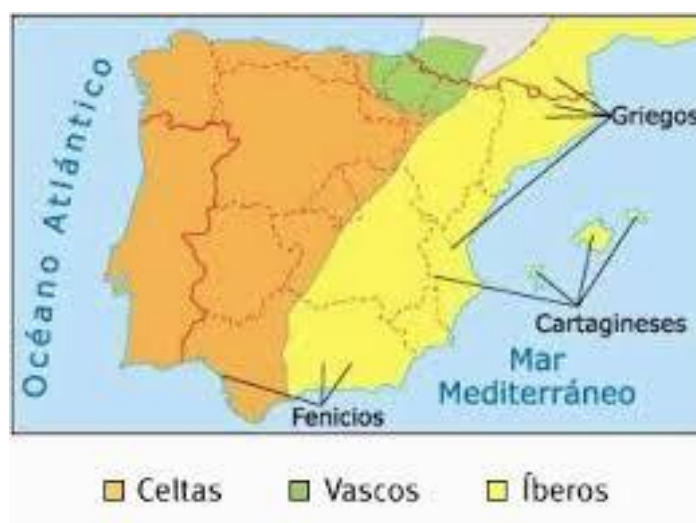 Océano Atlántico
Griegos
Cartagineses
Mar
Mediterráneo
Fenicios
Celtas
Vascos
Íberos